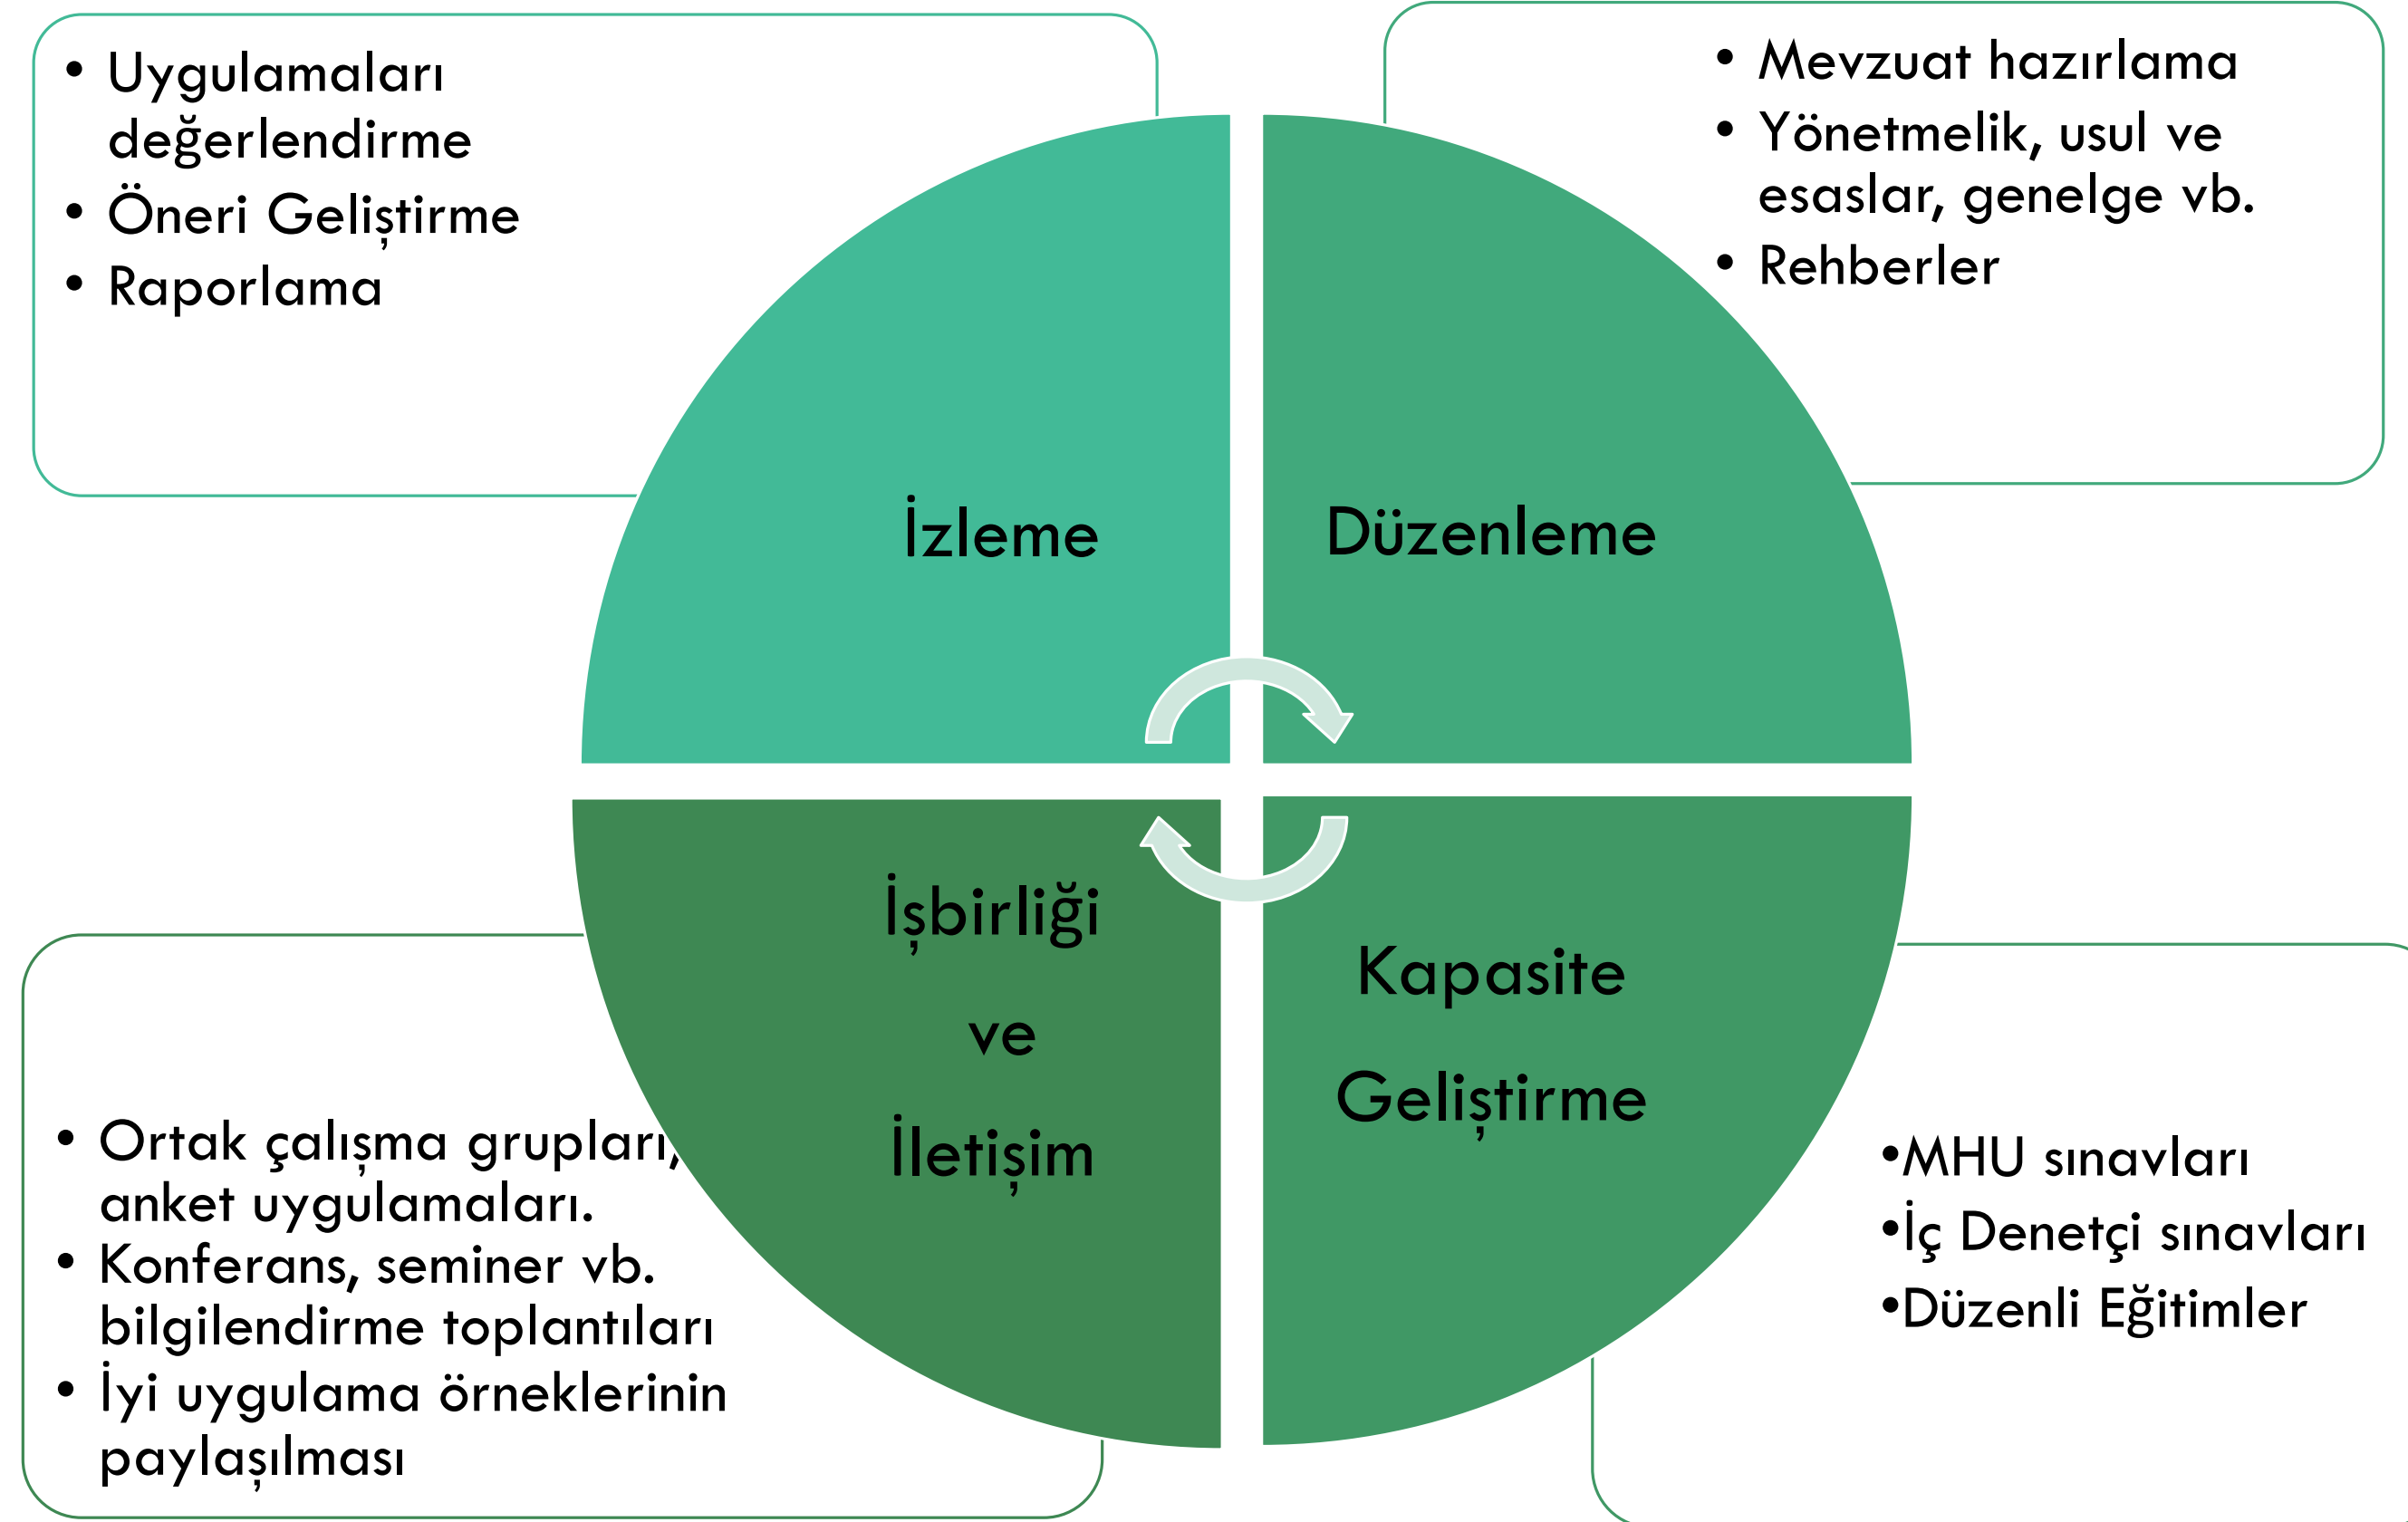 • Uygulamaları
değerlendirme
• Öneri Geliştirme
• Raporlama
• Mevzuat hazırlama
• Yönetmelik, usul ve
esaslar, genelge vb.
• Rehberler
İzleme
Düzenleme
İşbirliği
ve
İletişim
Kapasite
Geliştirme
• Ortak çalışma grupları,
anket uygulamaları.
• Konferans, seminer vb.
bilgilendirme toplantıları
• İyi uygulama örneklerinin
paylaşılması
•MHU sınavları
•İç Denetçi sınavları
•Düzenli Eğitimler